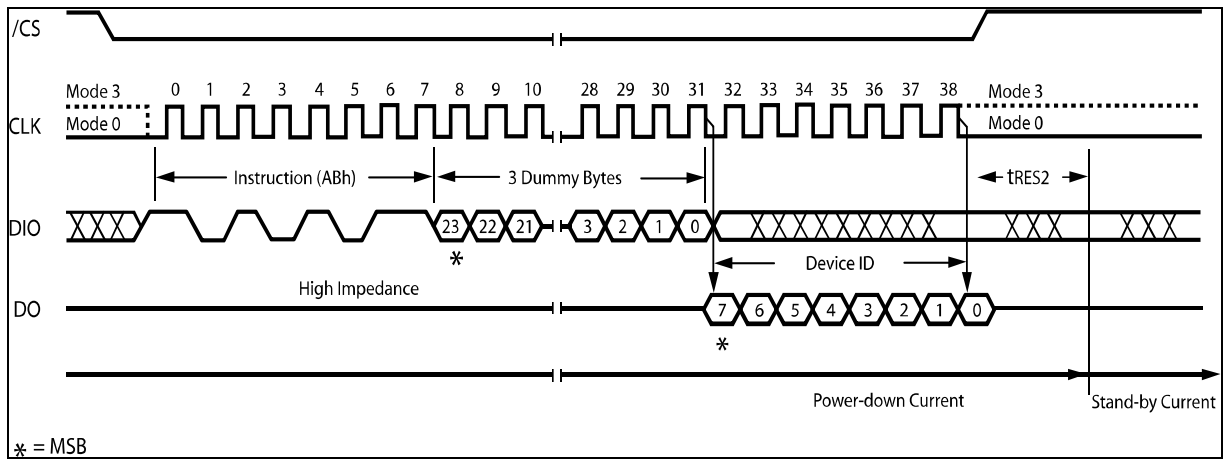 /CS
Mode 3 0 1 2 3 4 5 6 7 8 9 10 28 29 30 31 32 33 34 35 36 37 38 Mode 3
CLK Mode 0 Mode 0
Instruction (ABh) 3 Dummy Bytes tRES2
DIO 23 22 21 3 2 1 0
* Device ID
High Impedance
DO 7 6 5 4 3 2 1 0
*
Power-down Current Stand-by Current
* = MSB